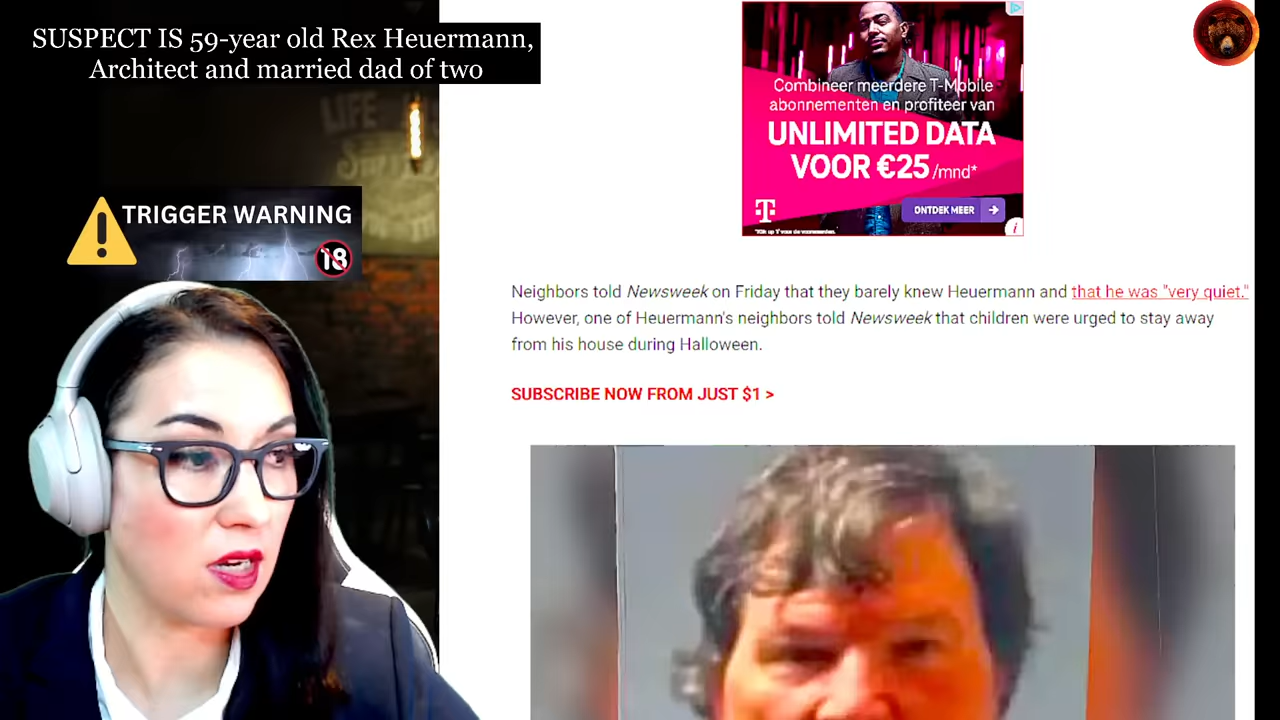 SUSPECT IS 59-year old Rex Heuermann,
Architect and married dad of two
LIFE
TRIGGER WARNING
18
Combineer meerdere T-Mobile
abonnementen en profiteer van
UNLIMITED DATA
VOOR €25 /mnd*
T
ONTDEK MEER
Neighbors told Newsweek on Friday that they barely knew Heuermann and that he was "very quiet."
However, one of Heuermann's neighbors told Newsweek that children were urged to stay away
from his house during Halloween.
SUBSCRIBE NOW FROM JUST $1 >